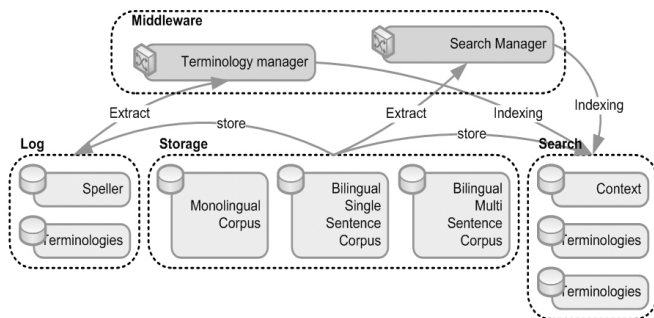 Middleware
Terminology manager
Search Manager
Extract
store
Extract
Indexing
store
Indexing
Log
Storage
Search
Speller
Terminologies
Monolingual
Corpus
Bilingual
Single
Sentence
Corpus
Bilingual
Multi
Sentence
Corpus
Context
Terminologies
Terminologies